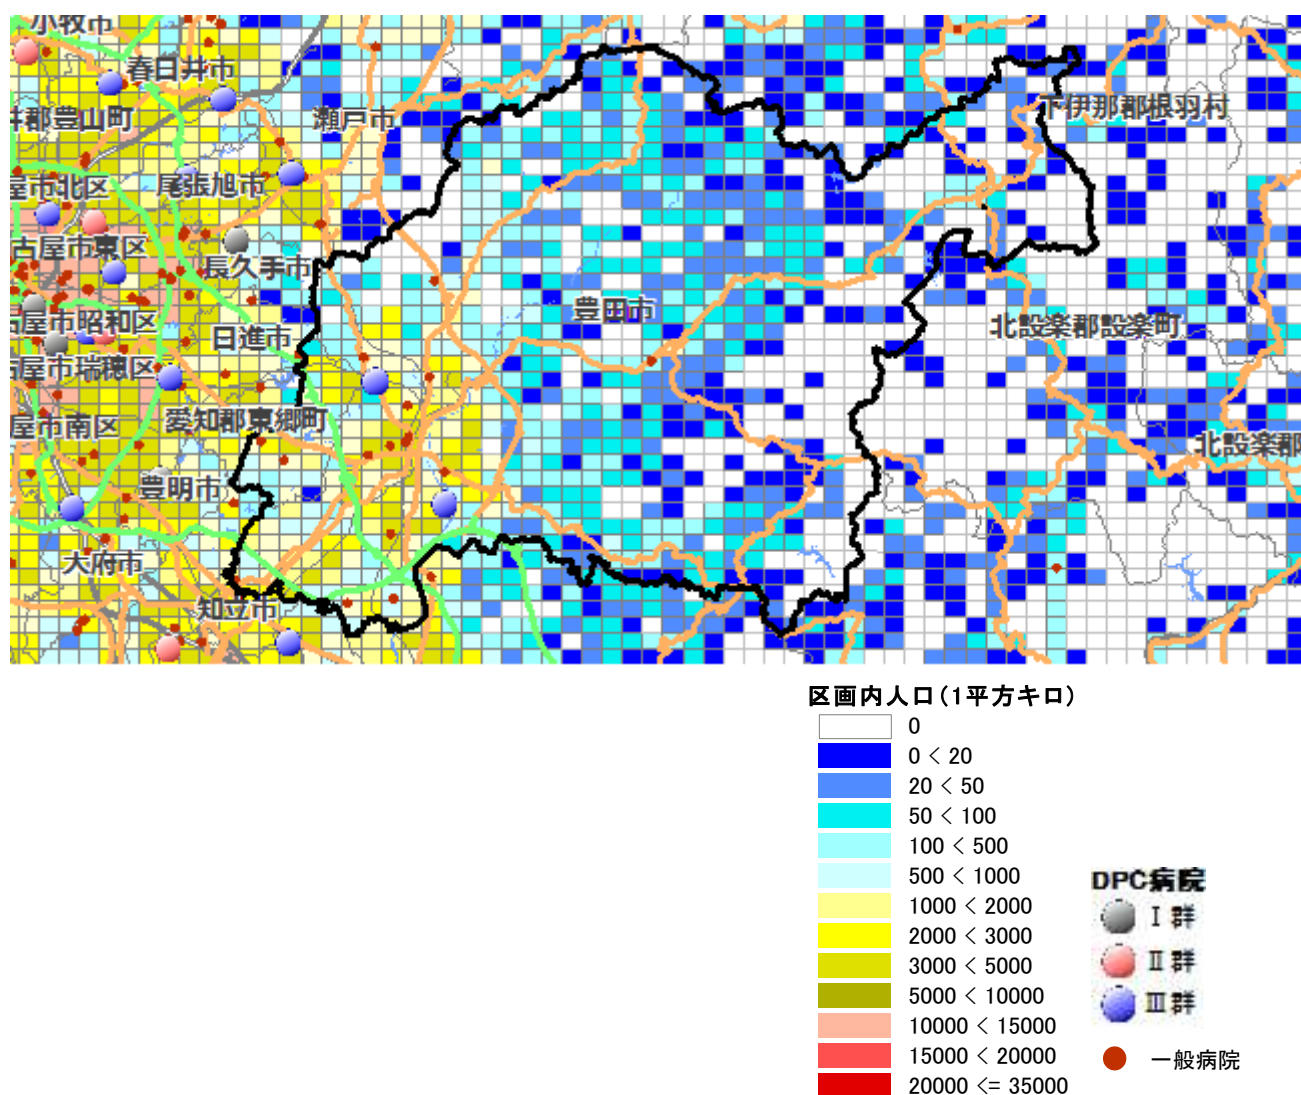 小牧市
春日井市
井郡豊山町
瀬戸市
下伊那郡根羽村
屋市北区
尾張旭市
古屋市東区
長久手市
豊田市
古屋市昭和区
日進市
北設楽郡設楽町
古屋市瑞穂区
愛知郡東郷町
屋市南区
北設楽郡
豊明市
大府市
知立市
区画内人口(1平方キロ)
0
0 < 20
20 < 50
50 < 100
100 < 500
500 < 1000
1000 < 2000
2000 < 3000
3000 < 5000
5000 < 10000
10000 < 15000
15000 < 20000
20000 <= 35000
DPC病院
Ⅰ群
Ⅱ群
Ⅲ群
一般病院